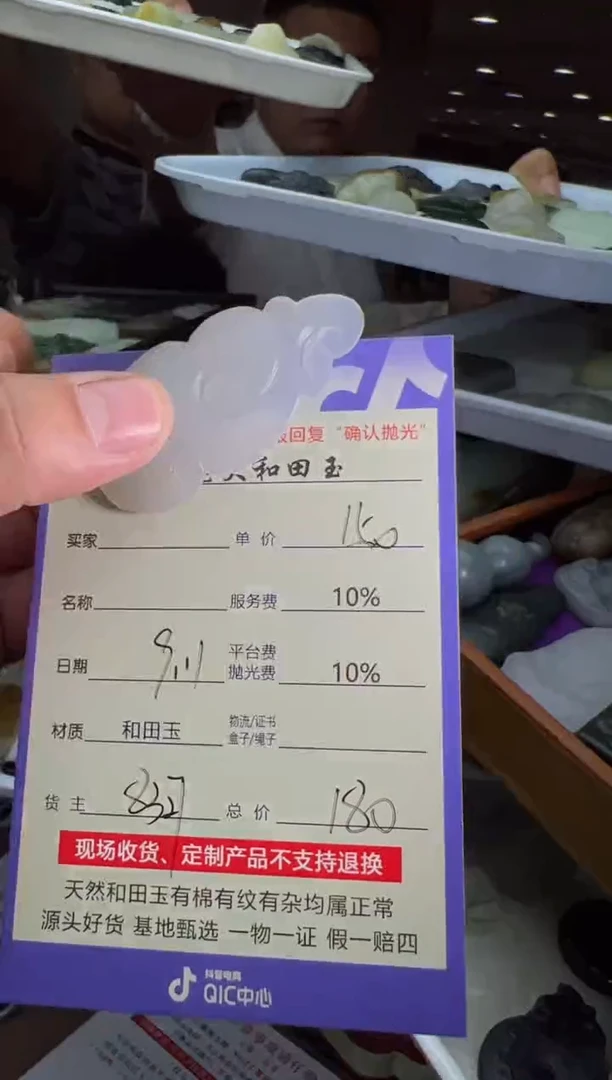 回复“确认抛光”
和田玉
买家 单价 150
名称 服务费 10%
日期 9.11 平台费 抛光费 10%
材质 和田玉 物流/证书 盒子/绳子
货主 837 总价 180
现场收货、定制产品不支持退换
天然和田玉有棉有纹有杂均属正常
源头好货 基地甄选 一物一证 假一赔四
抖音电商
QIC中心